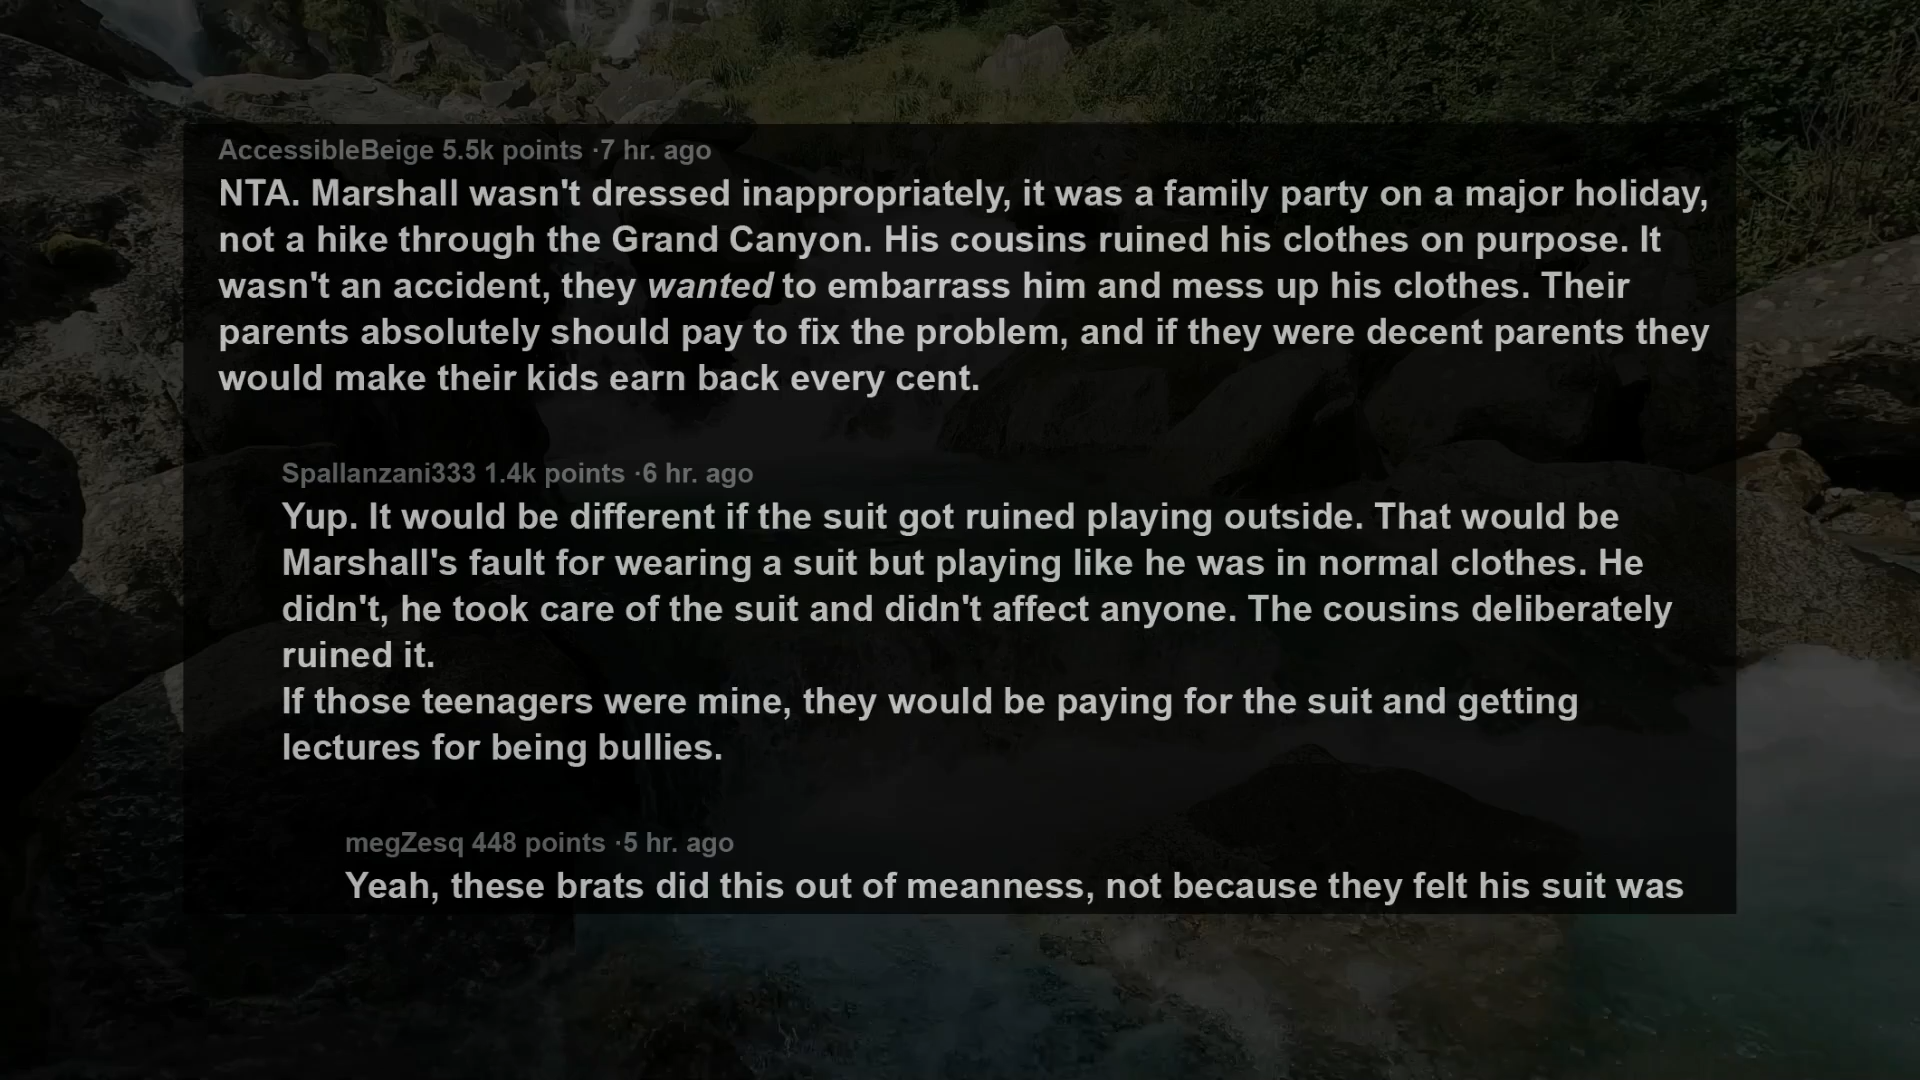 AccessibleBeige 5.5k points ·7 hr. ago
NTA. Marshall wasn't dressed inappropriately, it was a family party on a major holiday,
not a hike through the Grand Canyon. His cousins ruined his clothes on purpose. It
wasn't an accident, they wanted to embarrass him and mess up his clothes. Their
parents absolutely should pay to fix the problem, and if they were decent parents they
would make their kids earn back every cent.
Spallanzani333 1.4k points ·6 hr. ago
Yup. It would be different if the suit got ruined playing outside. That would be
Marshall's fault for wearing a suit but playing like he was in normal clothes. He
didn't, he took care of the suit and didn't affect anyone. The cousins deliberately
ruined it.
If those teenagers were mine, they would be paying for the suit and getting
lectures for being bullies.
megZesq 448 points ·5 hr. ago
Yeah, these brats did this out of meanness, not because they felt his suit was